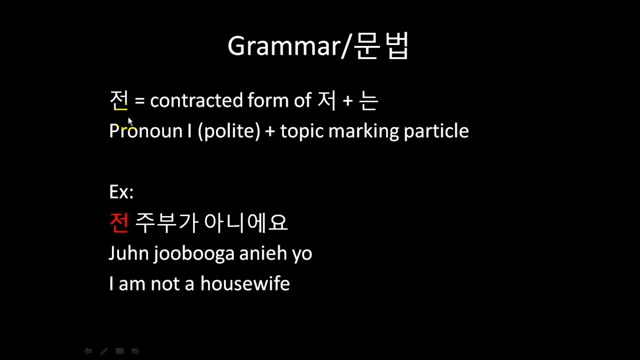 Grammar/문법
전 = contracted form of 저 + 는
Pronoun I (polite) + topic marking particle
Ex:
전 주부가 아니에요
Juhn joobooga anieh yo
I am not a housewife